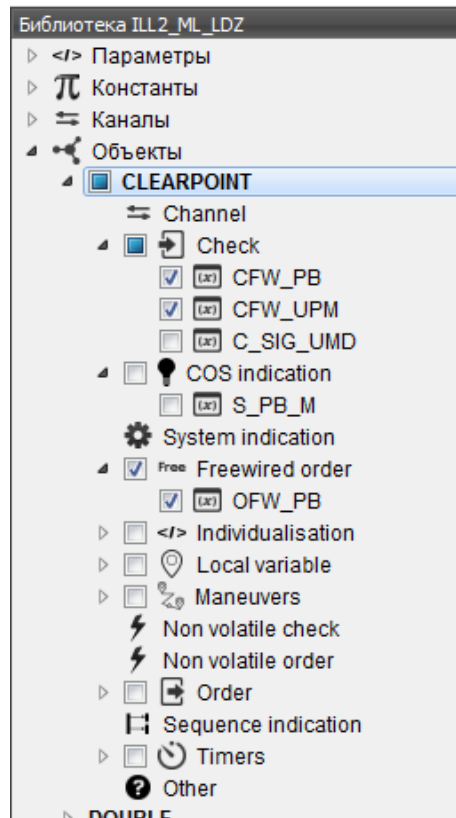 Библиотека ILL2_ML_LDZ
</> Параметры
π Константы
Каналы
Объекты
CLEARPOINT
Channel
Check
(x) CFW_PB
(x) CFW_UPM
(x) C_SIG_UMD
COS indication
(x) S_PB_M
System indication
Free Freewired order
(x) OFW_PB
</> Individualisation
Local variable
Maneuvers
Non volatile check
Non volatile order
Order
Sequence indication
Timers
? Other
DOUBLE